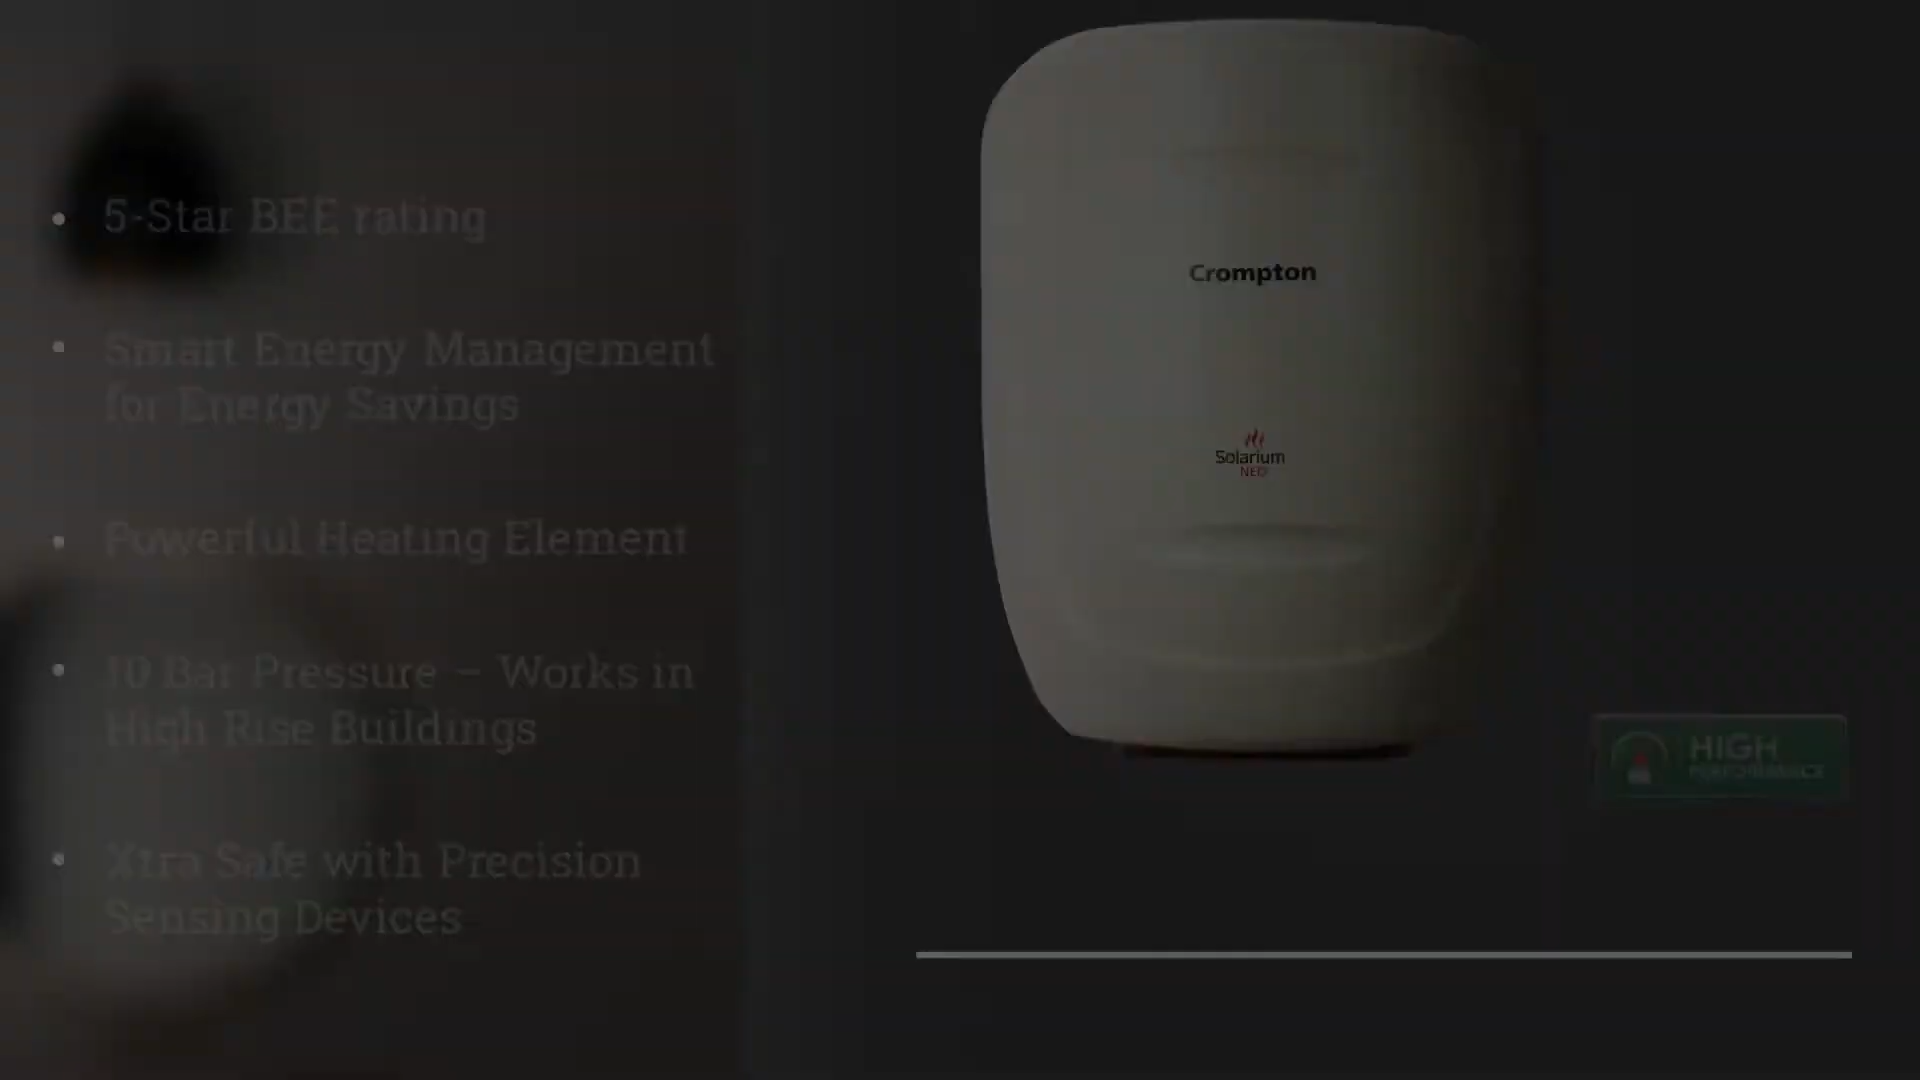 5-Star BEE rating
Smart Energy Management
for Energy Savings
Powerful Heating Element
10 Bar Pressure – Works in
High Rise Buildings
Xtra Safe with Precision
Sensing Devices
Crompton
Solarium
NEO
HIGH
PERFORMANCE